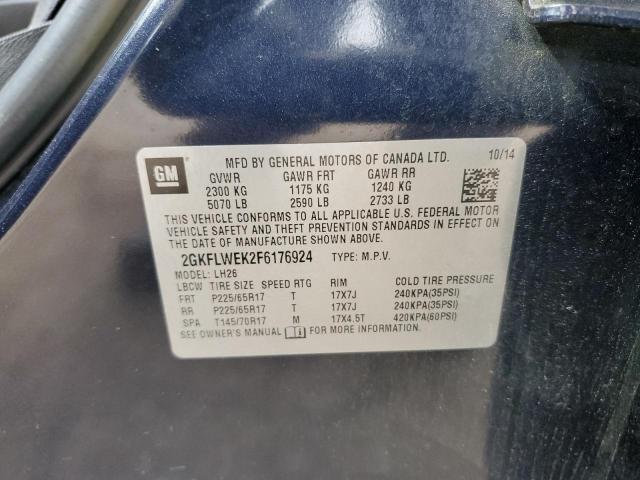 MFD BY GENERAL MOTORS OF CANADA LTD. 10/14
GM
GVWR GAWR FRT GAWR RR
2300 KG 1175 KG 1240 KG
5070 LB 2590 LB 2733 LB
THIS VEHICLE CONFORMS TO ALL APPLICABLE U.S. FEDERAL MOTOR
VEHICLE SAFETY AND THEFT PREVENTION STANDARDS IN EFFECT ON
THE DATE OF MANUFACTURE SHOWN ABOVE.
2GKFLWEK2F6176924 TYPE: M.P.V.
MODEL: LH26
LBCW TIRE SIZE SPEED RTG RIM COLD TIRE PRESSURE
FRT P225/65R17 T 17X7J 240KPA(35PSI)
RR P225/65R17 T 17X7J 240KPA(35PSI)
SPA T145/70R17 M 17X4.5T 420KPA(60PSI)
SEE OWNER'S MANUAL FOR MORE INFORMATION.